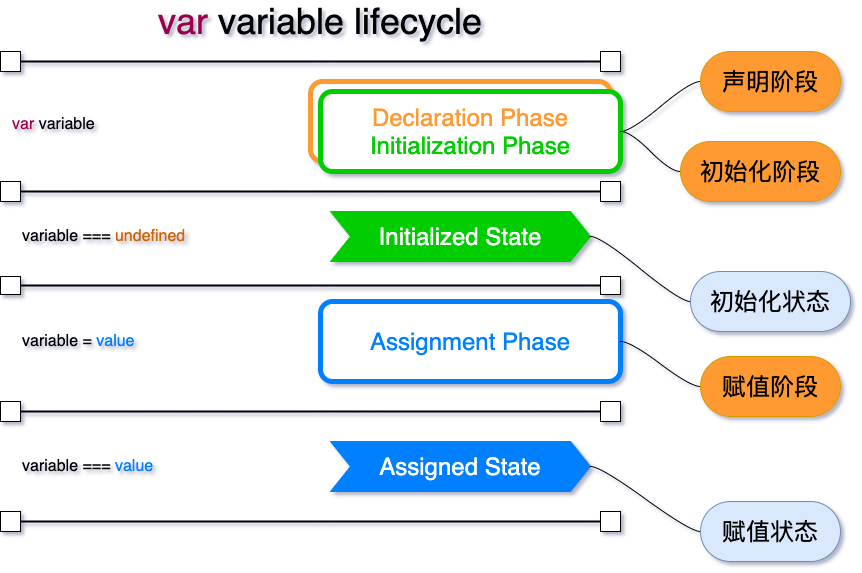 var variable lifecycle
var variable
Declaration Phase
Initialization Phase
声明阶段
初始化阶段
variable === undefined
Initialized State
初始化状态
variable = value
Assignment Phase
赋值阶段
variable === value
Assigned State
赋值状态